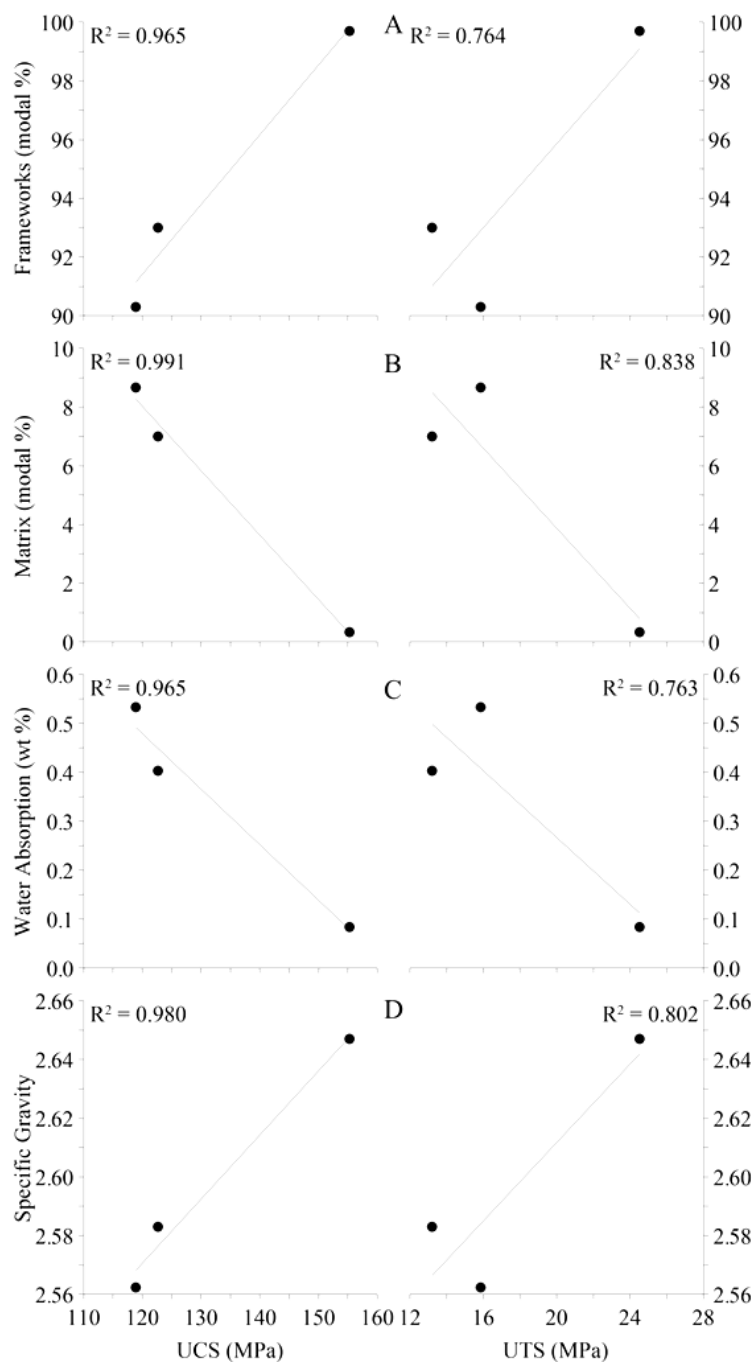 R² = 0.965
A
R² = 0.764
Frameworks (modal %)
100
98
96
94
92
90
100
98
96
94
92
90
R² = 0.991
B
R² = 0.838
Matrix (modal %)
10
8
6
4
2
0
10
8
6
4
2
0
R² = 0.965
C
R² = 0.763
Water Absorption (wt %)
0.6
0.5
0.4
0.3
0.2
0.1
0.0
0.6
0.5
0.4
0.3
0.2
0.1
0.0
R² = 0.980
D
R² = 0.802
Specific Gravity
2.66
2.64
2.62
2.60
2.58
2.56
2.66
2.64
2.62
2.60
2.58
2.56
110 120 130 140 150 160 12 16 20 24 28
UCS (MPa)
UTS (MPa)